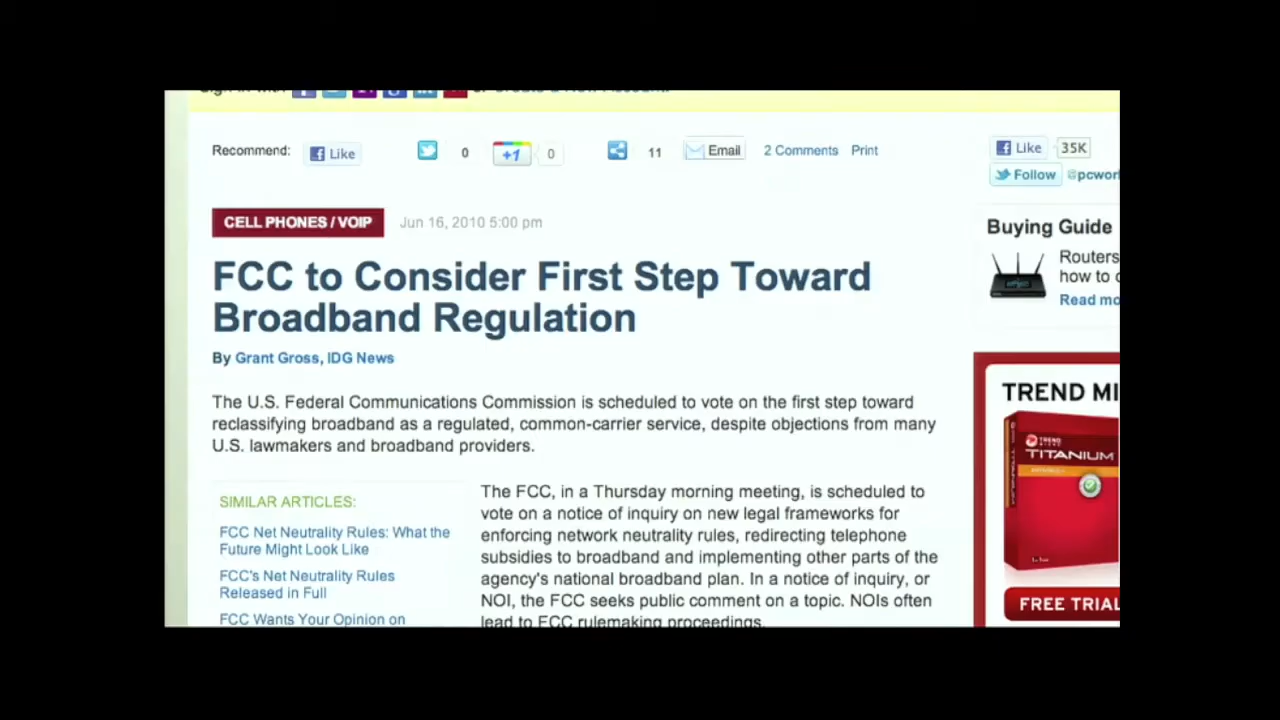 Recommend: Like 0 +1 0 11 Email 2 Comments Print
Like 35K
Follow
CELL PHONES / VOIP Jun 16, 2010 5:00 pm
FCC to Consider First Step Toward
Broadband Regulation
By Grant Gross, IDG News
The U.S. Federal Communications Commission is scheduled to vote on the first step toward
reclassifying broadband as a regulated, common-carrier service, despite objections from many
U.S. lawmakers and broadband providers.
SIMILAR ARTICLES:
FCC Net Neutrality Rules: What the
Future Might Look Like
FCC's Net Neutrality Rules
Released in Full
FCC Wants Your Opinion on
The FCC, in a Thursday morning meeting, is scheduled to
vote on a notice of inquiry on new legal frameworks for
enforcing network neutrality rules, redirecting telephone
subsidies to broadband and implementing other parts of the
agency's national broadband plan. In a notice of inquiry, or
NOI, the FCC seeks public comment on a topic. NOIs often
lead to FCC rulemaking proceedings.
Buying Guide
Routers
how to
Read
TREND
TREND MICRO
TITANIUM
FREE TRIAL